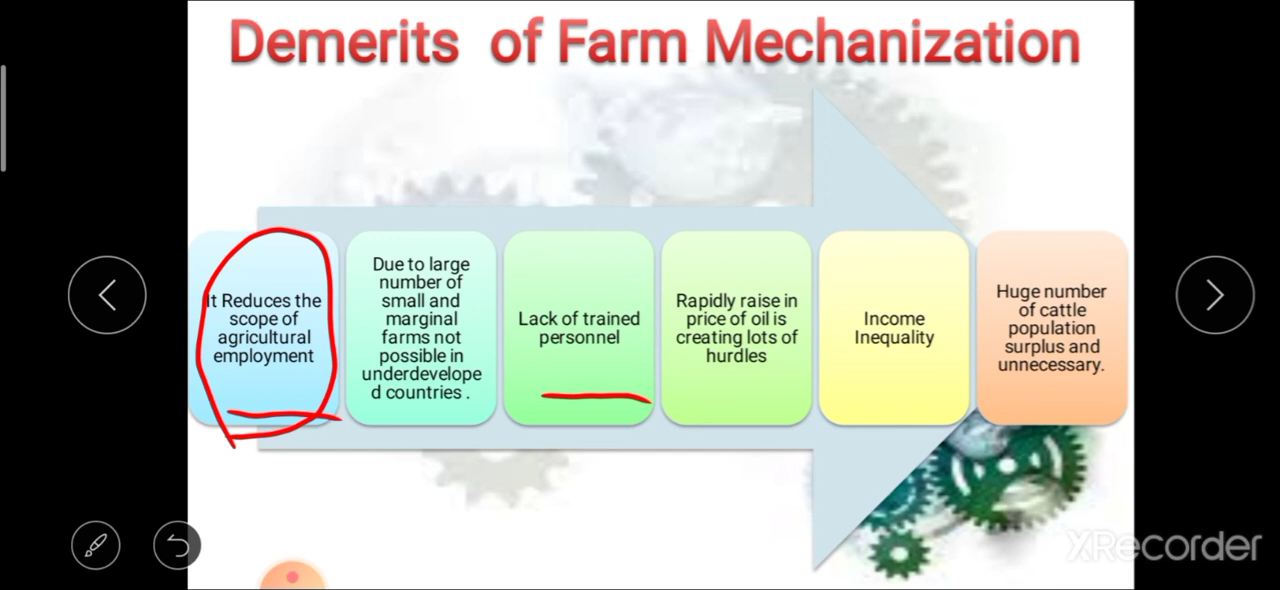 Demerits of Farm Mechanization
It Reduces the
scope of
agricultural
employment
Due to large
number of
small and
marginal
farms not
possible in
underdevelope
d countries .
Lack of trained
personnel
Rapidly raise in
price of oil is
creating lots of
hurdles
Income
Inequality
Huge number
of cattle
population
surplus and
unnecessary.
XRecorder